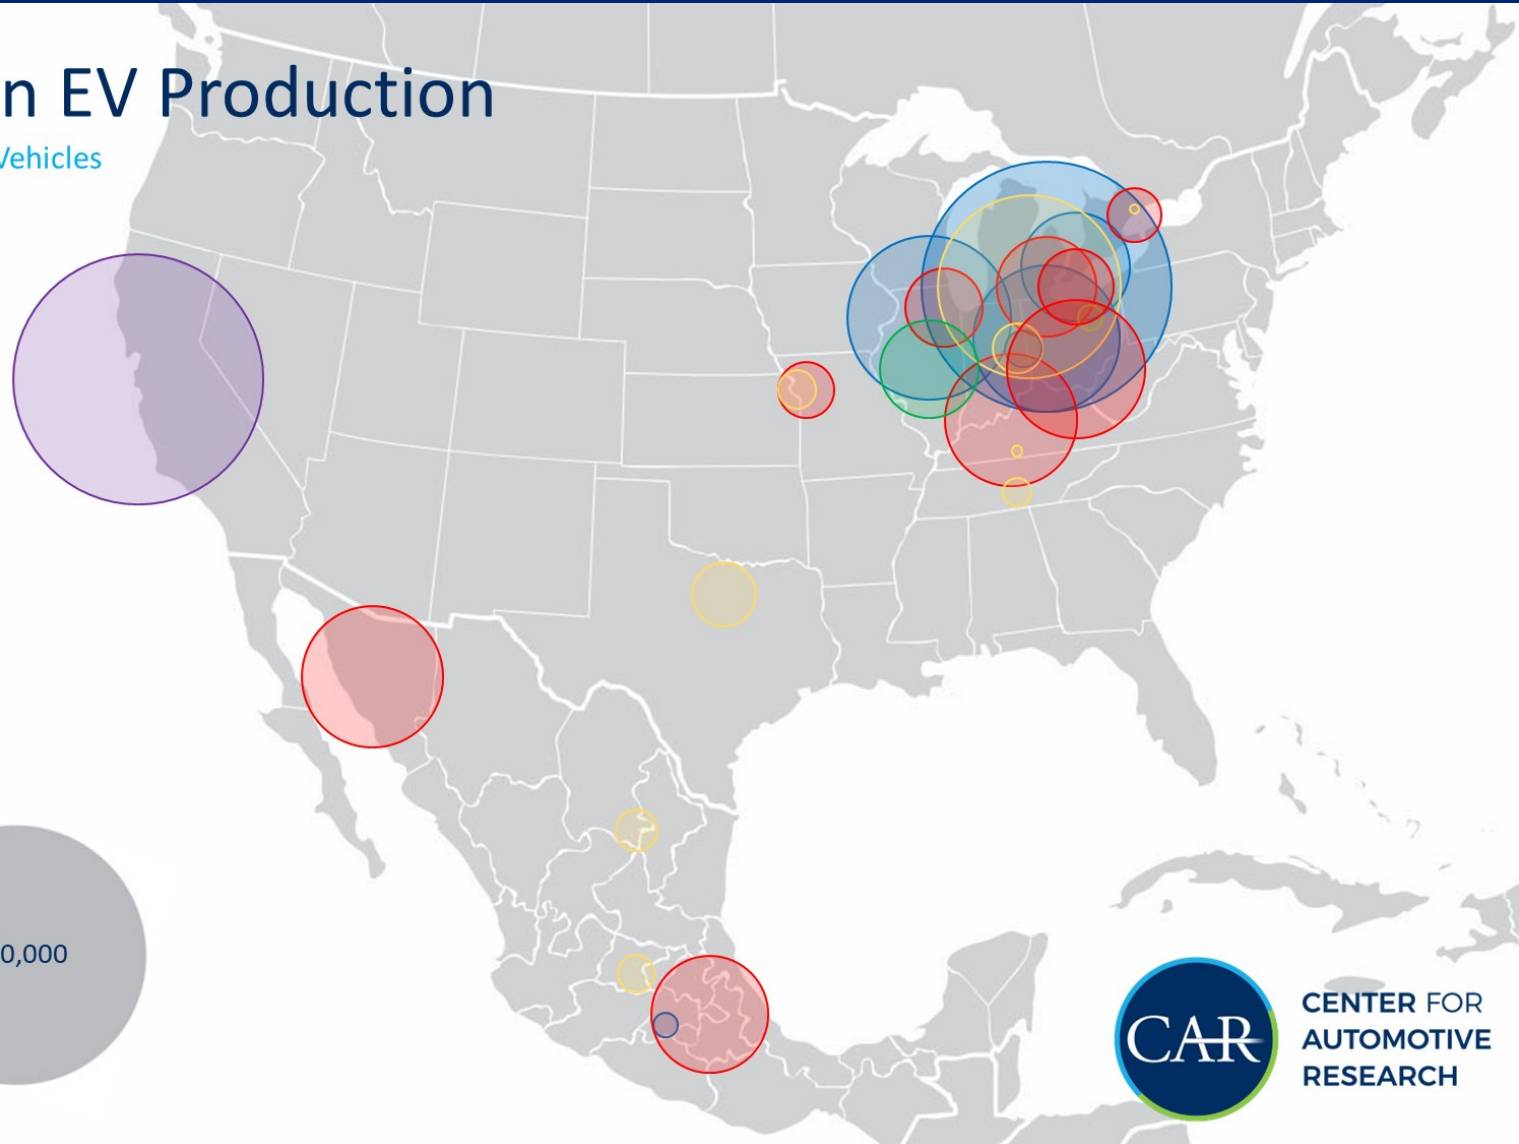 n EV Production
Vehicles
0,000
CAR
CENTER FOR
AUTOMOTIVE
RESEARCH